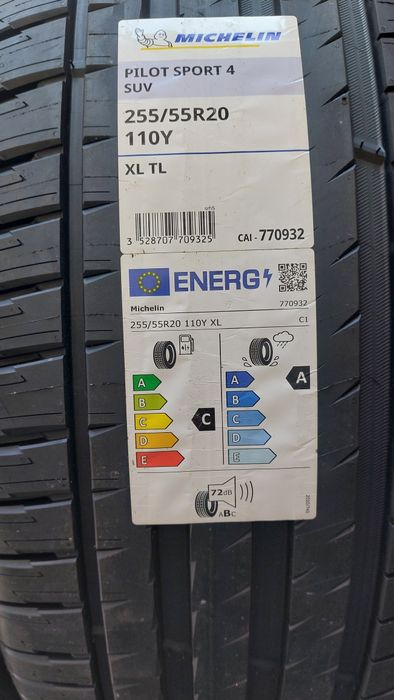 MICHELIN
PILOT SPORT 4
SUV
255/55R20
110Y
XL TL
3 528707 709325
CAI - 770932
ENERG
Michelin 770932
255/55R20 110Y XL C1
A
B
C
D
E
C
A
B
C
D
E
A
72dB
ABC